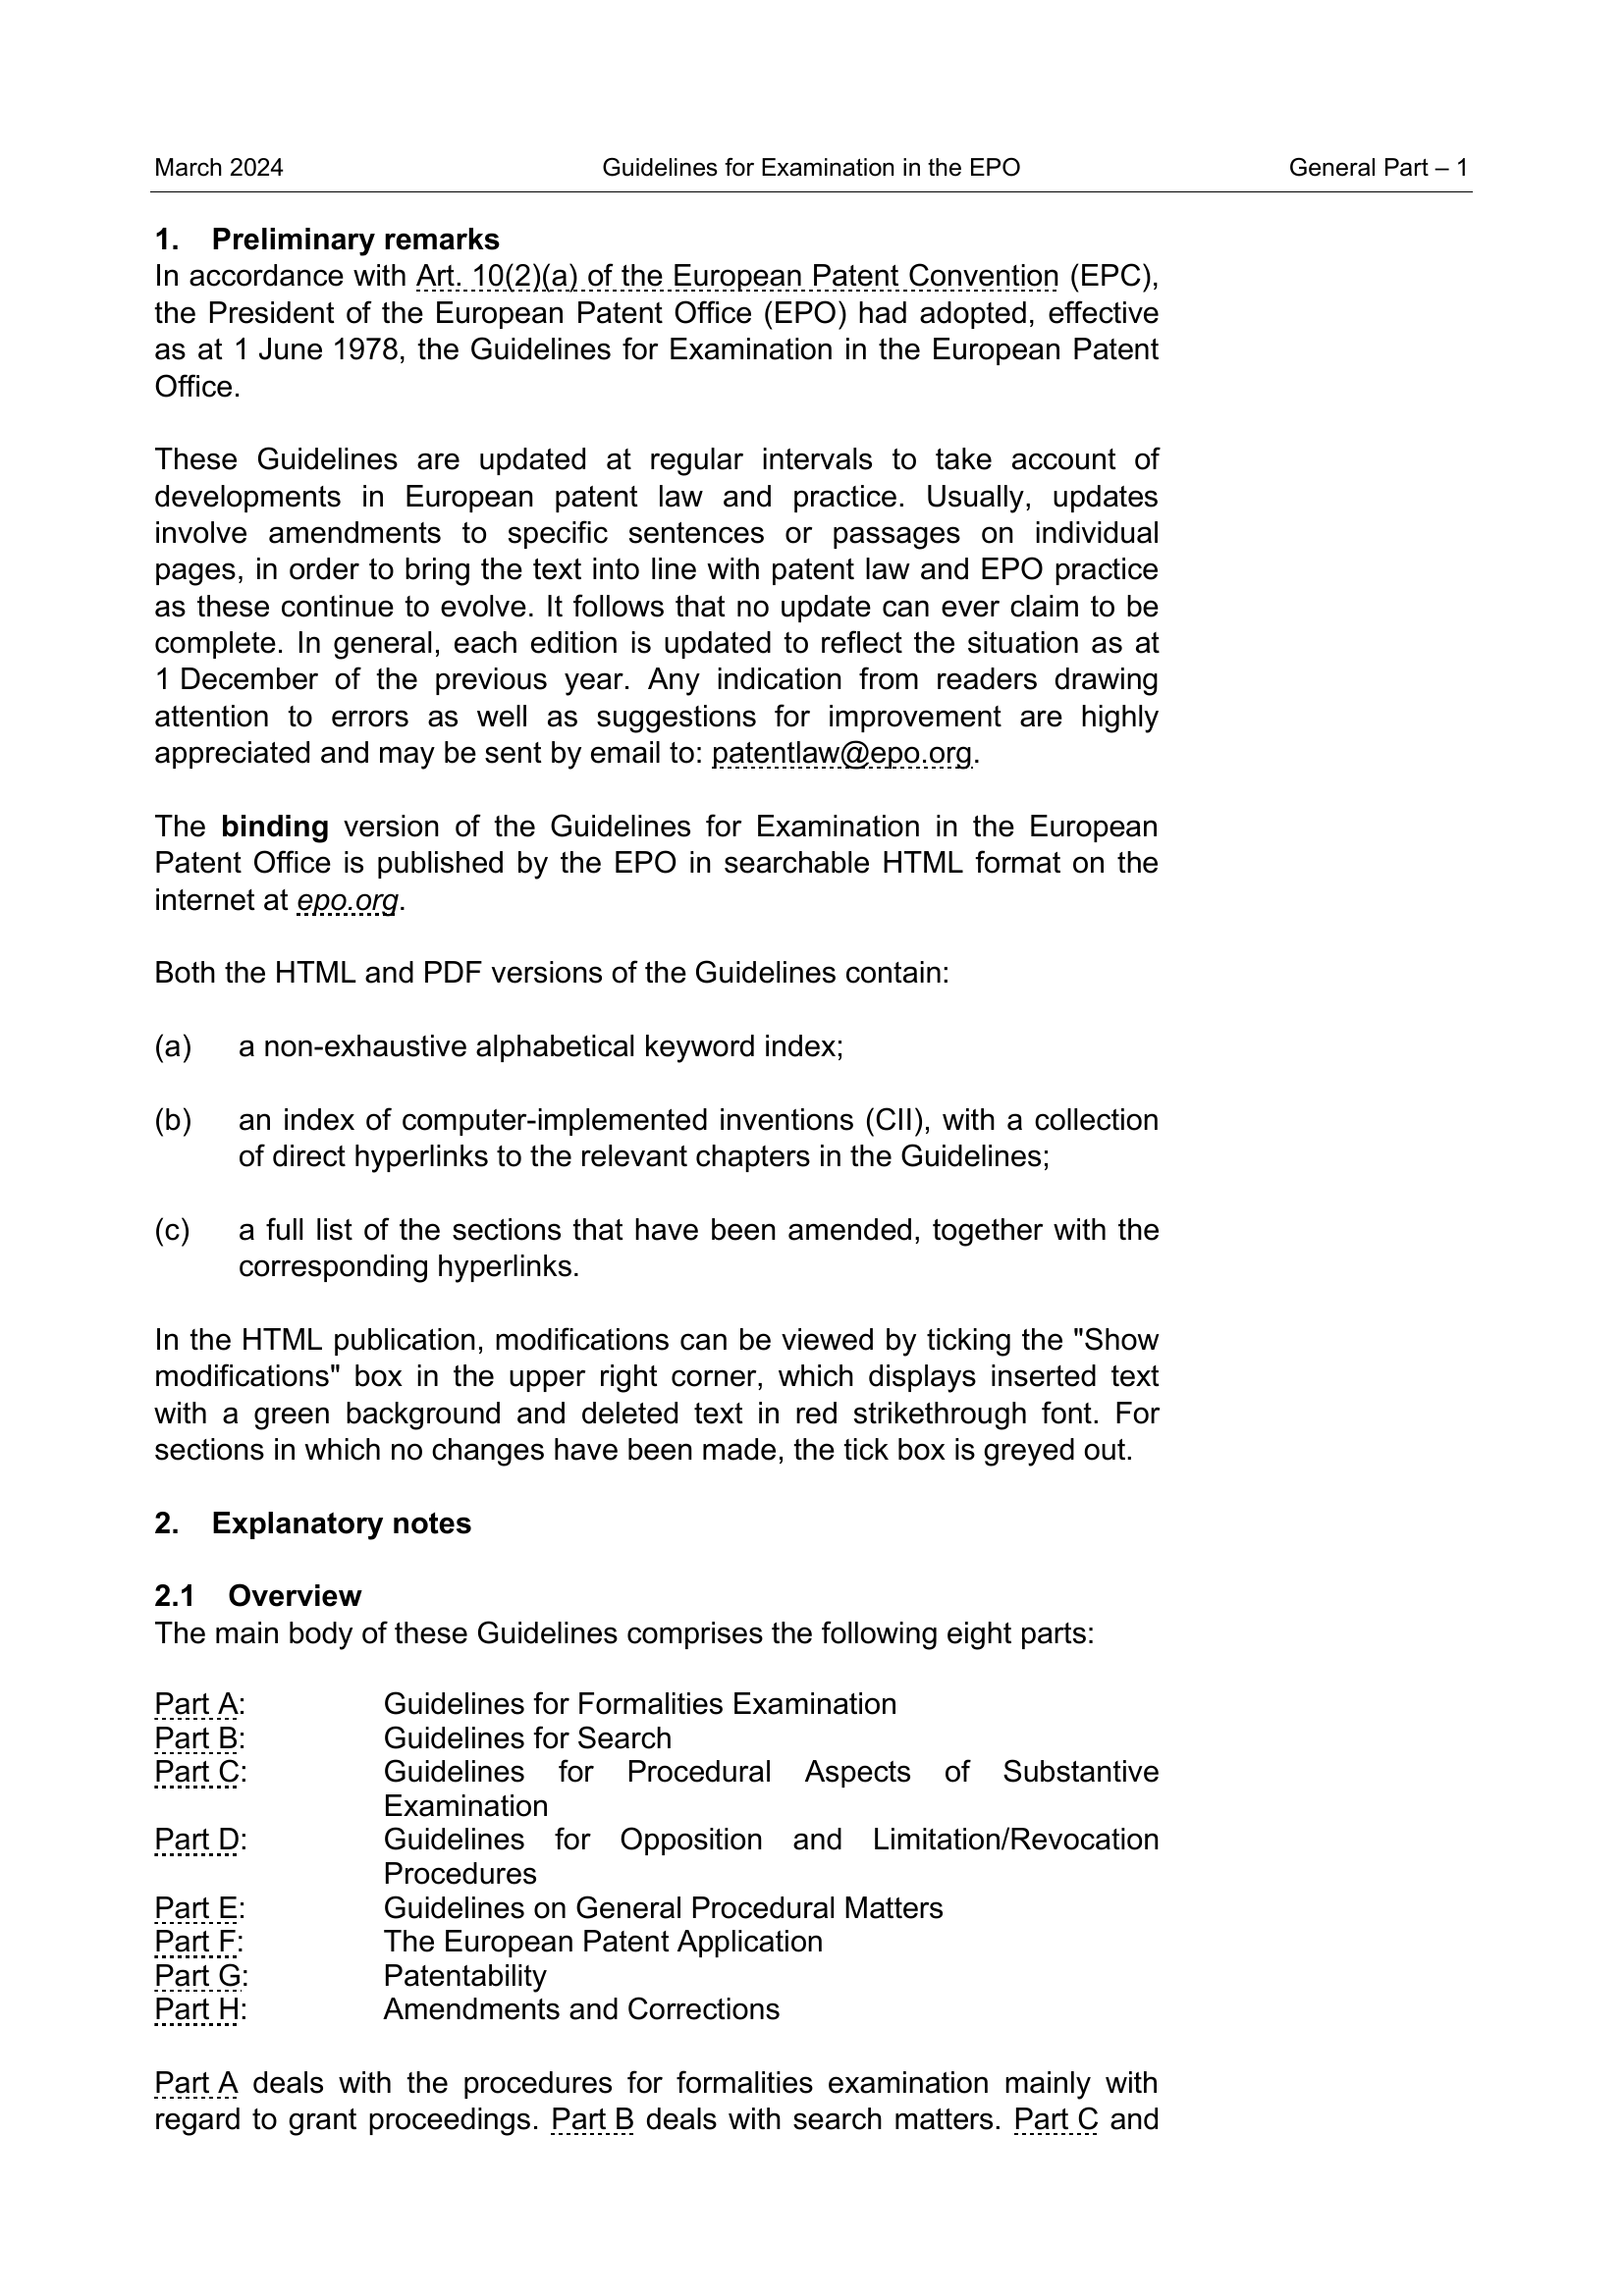 March 2024 Guidelines for Examination in the EPO General Part – 1
1. Preliminary remarks
In accordance with Art. 10(2)(a) of the European Patent Convention (EPC),
the President of the European Patent Office (EPO) had adopted, effective
as at 1 June 1978, the Guidelines for Examination in the European Patent
Office.
These Guidelines are updated at regular intervals to take account of
developments in European patent law and practice. Usually, updates
involve amendments to specific sentences or passages on individual
pages, in order to bring the text into line with patent law and EPO practice
as these continue to evolve. It follows that no update can ever claim to be
complete. In general, each edition is updated to reflect the situation as at
1 December of the previous year. Any indication from readers drawing
attention to errors as well as suggestions for improvement are highly
appreciated and may be sent by email to: patentlaw@epo.org.
The binding version of the Guidelines for Examination in the European
Patent Office is published by the EPO in searchable HTML format on the
internet at epo.org.
Both the HTML and PDF versions of the Guidelines contain:
(a) a non-exhaustive alphabetical keyword index;
(b) an index of computer-implemented inventions (CII), with a collection
of direct hyperlinks to the relevant chapters in the Guidelines;
(c) a full list of the sections that have been amended, together with the
corresponding hyperlinks.
In the HTML publication, modifications can be viewed by ticking the "Show
modifications" box in the upper right corner, which displays inserted text
with a green background and deleted text in red strikethrough font. For
sections in which no changes have been made, the tick box is greyed out.
2. Explanatory notes
2.1 Overview
The main body of these Guidelines comprises the following eight parts:
Part A: Guidelines for Formalities Examination
Part B: Guidelines for Search
Part C: Guidelines for Procedural Aspects of Substantive
Examination
Part D: Guidelines for Opposition and Limitation/Revocation
Procedures
Part E: Guidelines on General Procedural Matters
Part F: The European Patent Application
Part G: Patentability
Part H: Amendments and Corrections
Part A deals with the procedures for formalities examination mainly with
regard to grant proceedings. Part B deals with search matters. Part C and